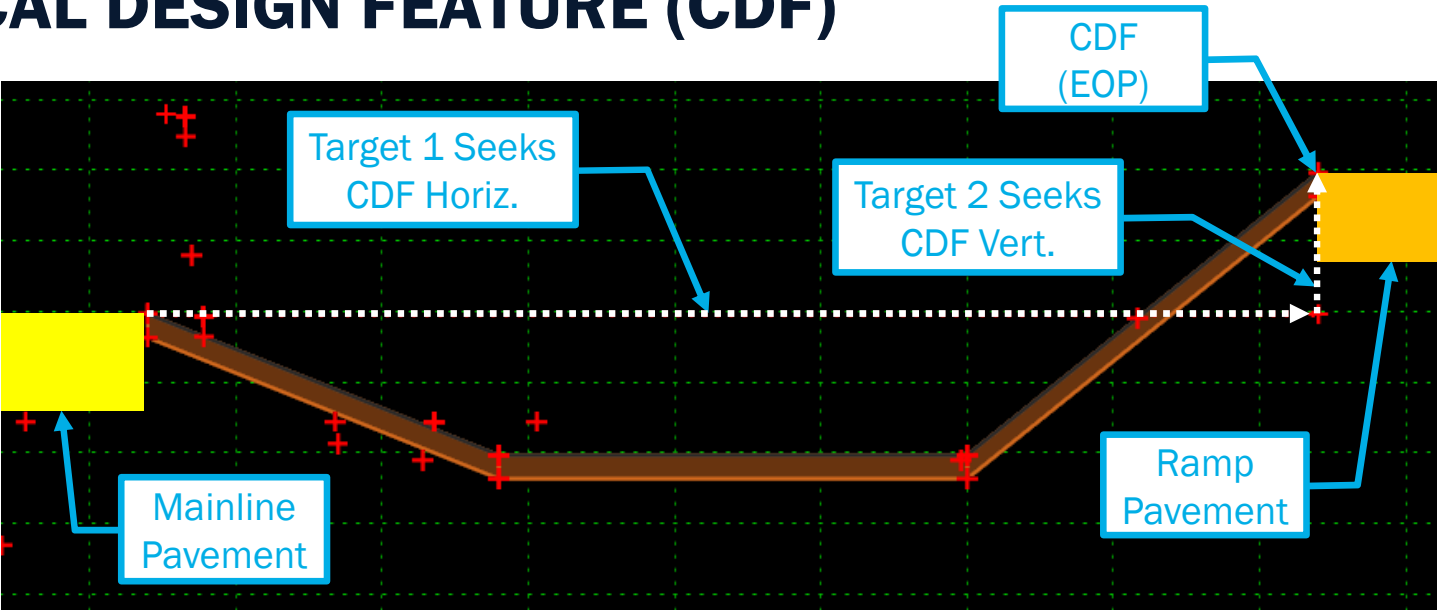 CAL DESIGN FEATURE (CDF)
CDF
(EOP)
Target 1 Seeks
CDF Horiz.
Target 2 Seeks
CDF Vert.
Mainline
Pavement
Ramp
Pavement